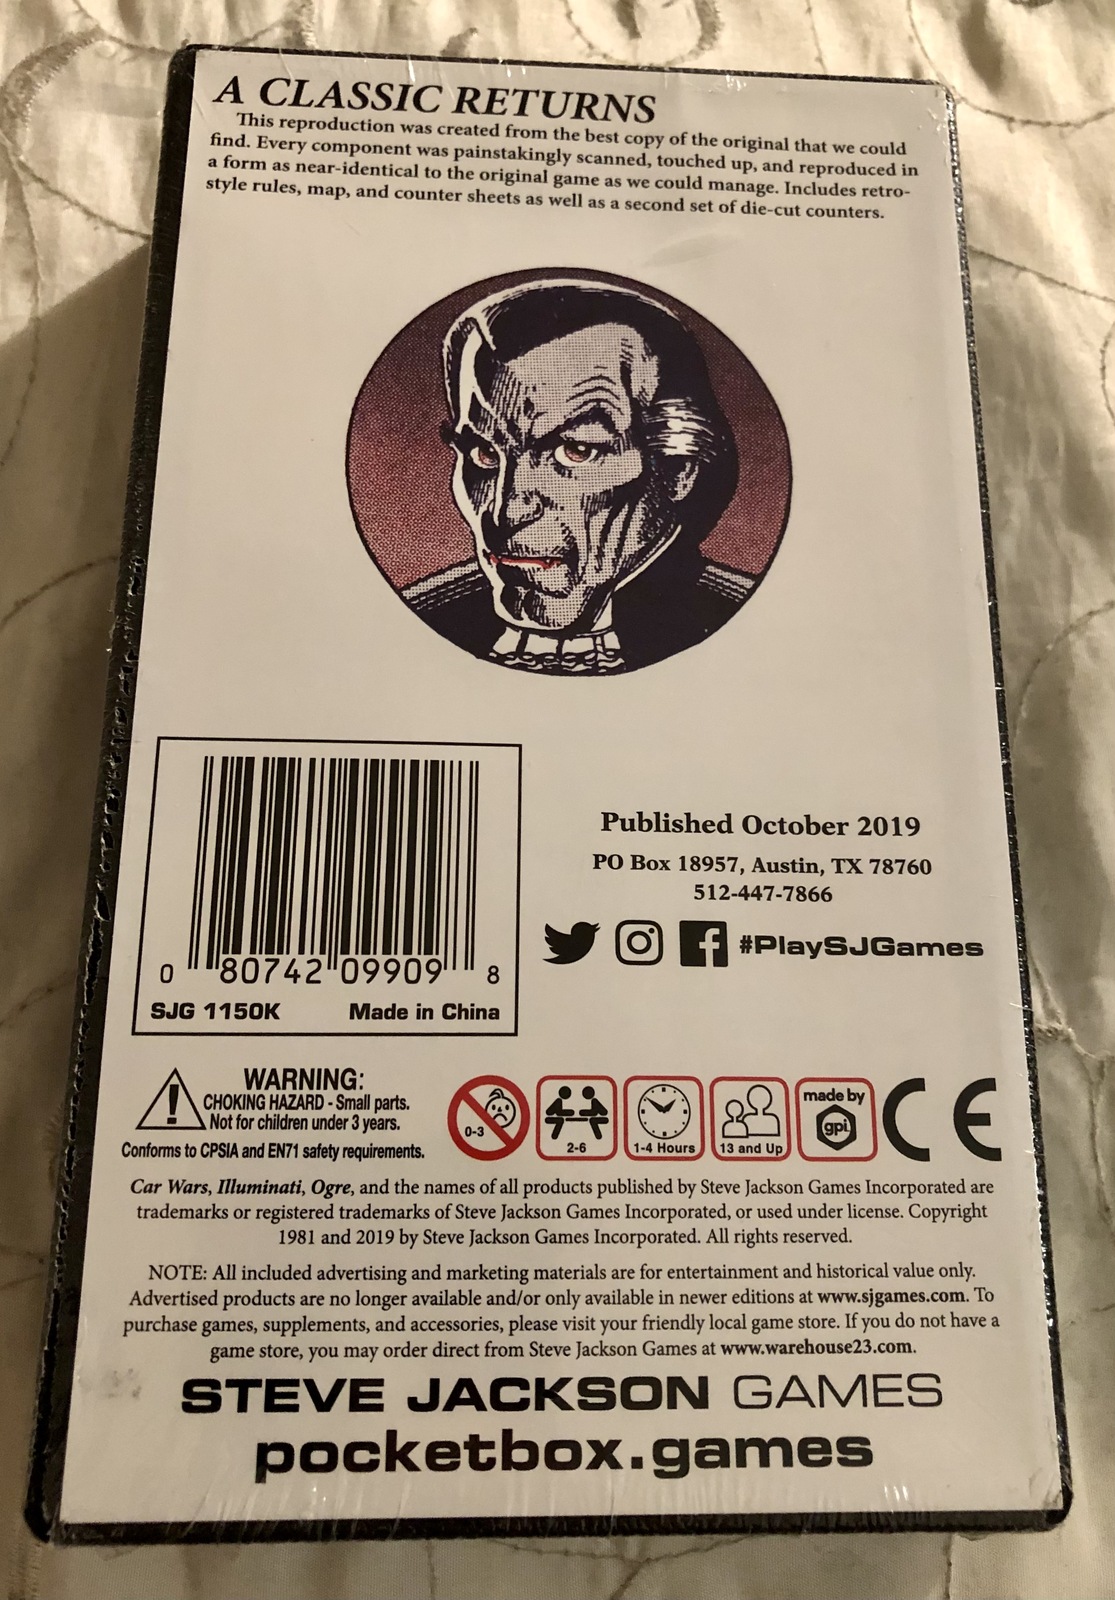 A CLASSIC RETURNS
This reproduction was created from the best copy of the original that we could
find. Every component was painstakingly scanned, touched up, and reproduced in
a form as near-identical to the original game as we could manage. Includes retro-
style rules, map, and counter sheets as well as a second set of die-cut counters.
0 80742 09909 8
SJG 1150K Made in China
Published October 2019
PO Box 18957, Austin, TX 78760
512-447-7866
#PlaySJGames
WARNING:
CHOKING HAZARD - Small parts.
Not for children under 3 years.
Conforms to CPSIA and EN71 safety requirements.
0-3
2-6
1-4 Hours
13 and Up
made by
gpi
CE
Car Wars, Illuminati, Ogre, and the names of all products published by Steve Jackson Games Incorporated are
trademarks or registered trademarks of Steve Jackson Games Incorporated, or used under license. Copyright
1981 and 2019 by Steve Jackson Games Incorporated. All rights reserved.
NOTE: All included advertising and marketing materials are for entertainment and historical value only.
Advertised products are no longer available and/or only available in newer editions at www.sjgames.com. To
purchase games, supplements, and accessories, please visit your friendly local game store. If you do not have a
game store, you may order direct from Steve Jackson Games at www.warehouse23.com.
STEVE JACKSON GAMES
pocketbox.games